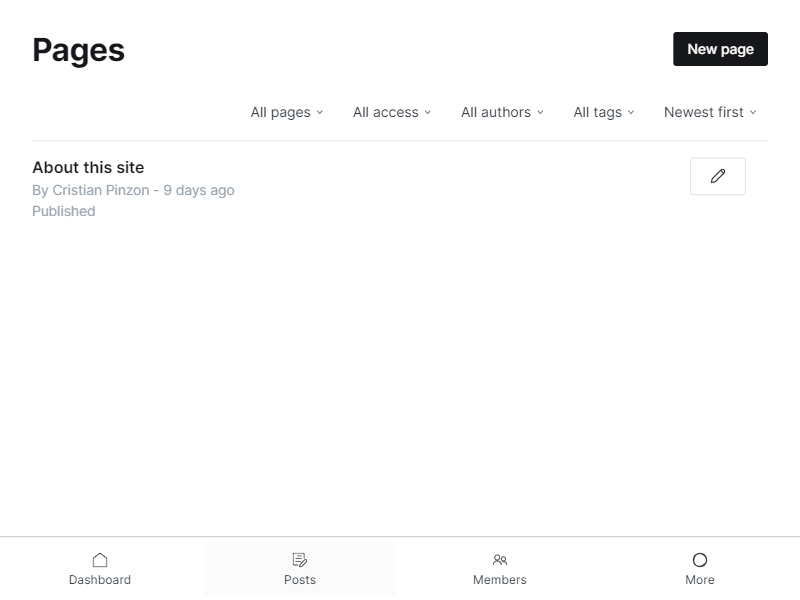 Pages
New page
All pages
All access
All authors
All tags
Newest first
About this site
By Cristian Pinzon - 9 days ago
Published
Dashboard
Posts
Members
More